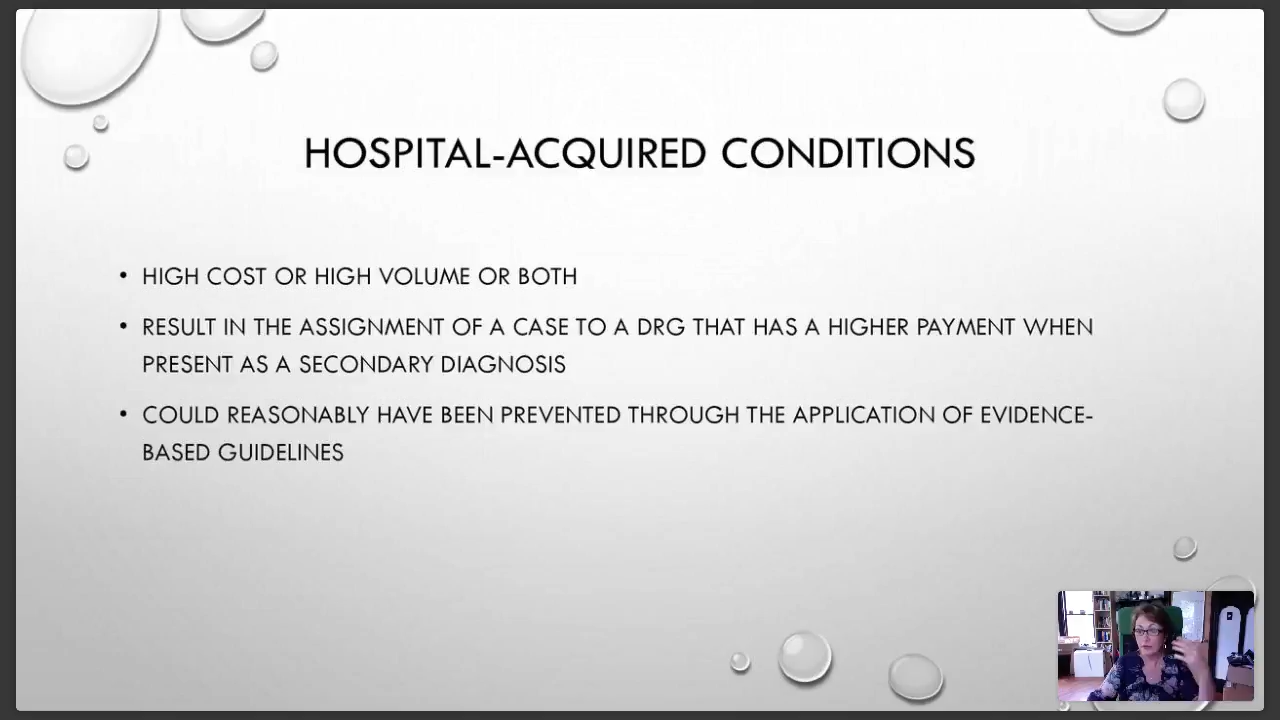 HOSPITAL-ACQUIRED CONDITIONS
• HIGH COST OR HIGH VOLUME OR BOTH
• RESULT IN THE ASSIGNMENT OF A CASE TO A DRG THAT HAS A HIGHER PAYMENT WHEN
PRESENT AS A SECONDARY DIAGNOSIS
• COULD REASONABLY HAVE BEEN PREVENTED THROUGH THE APPLICATION OF EVIDENCE-
BASED GUIDELINES